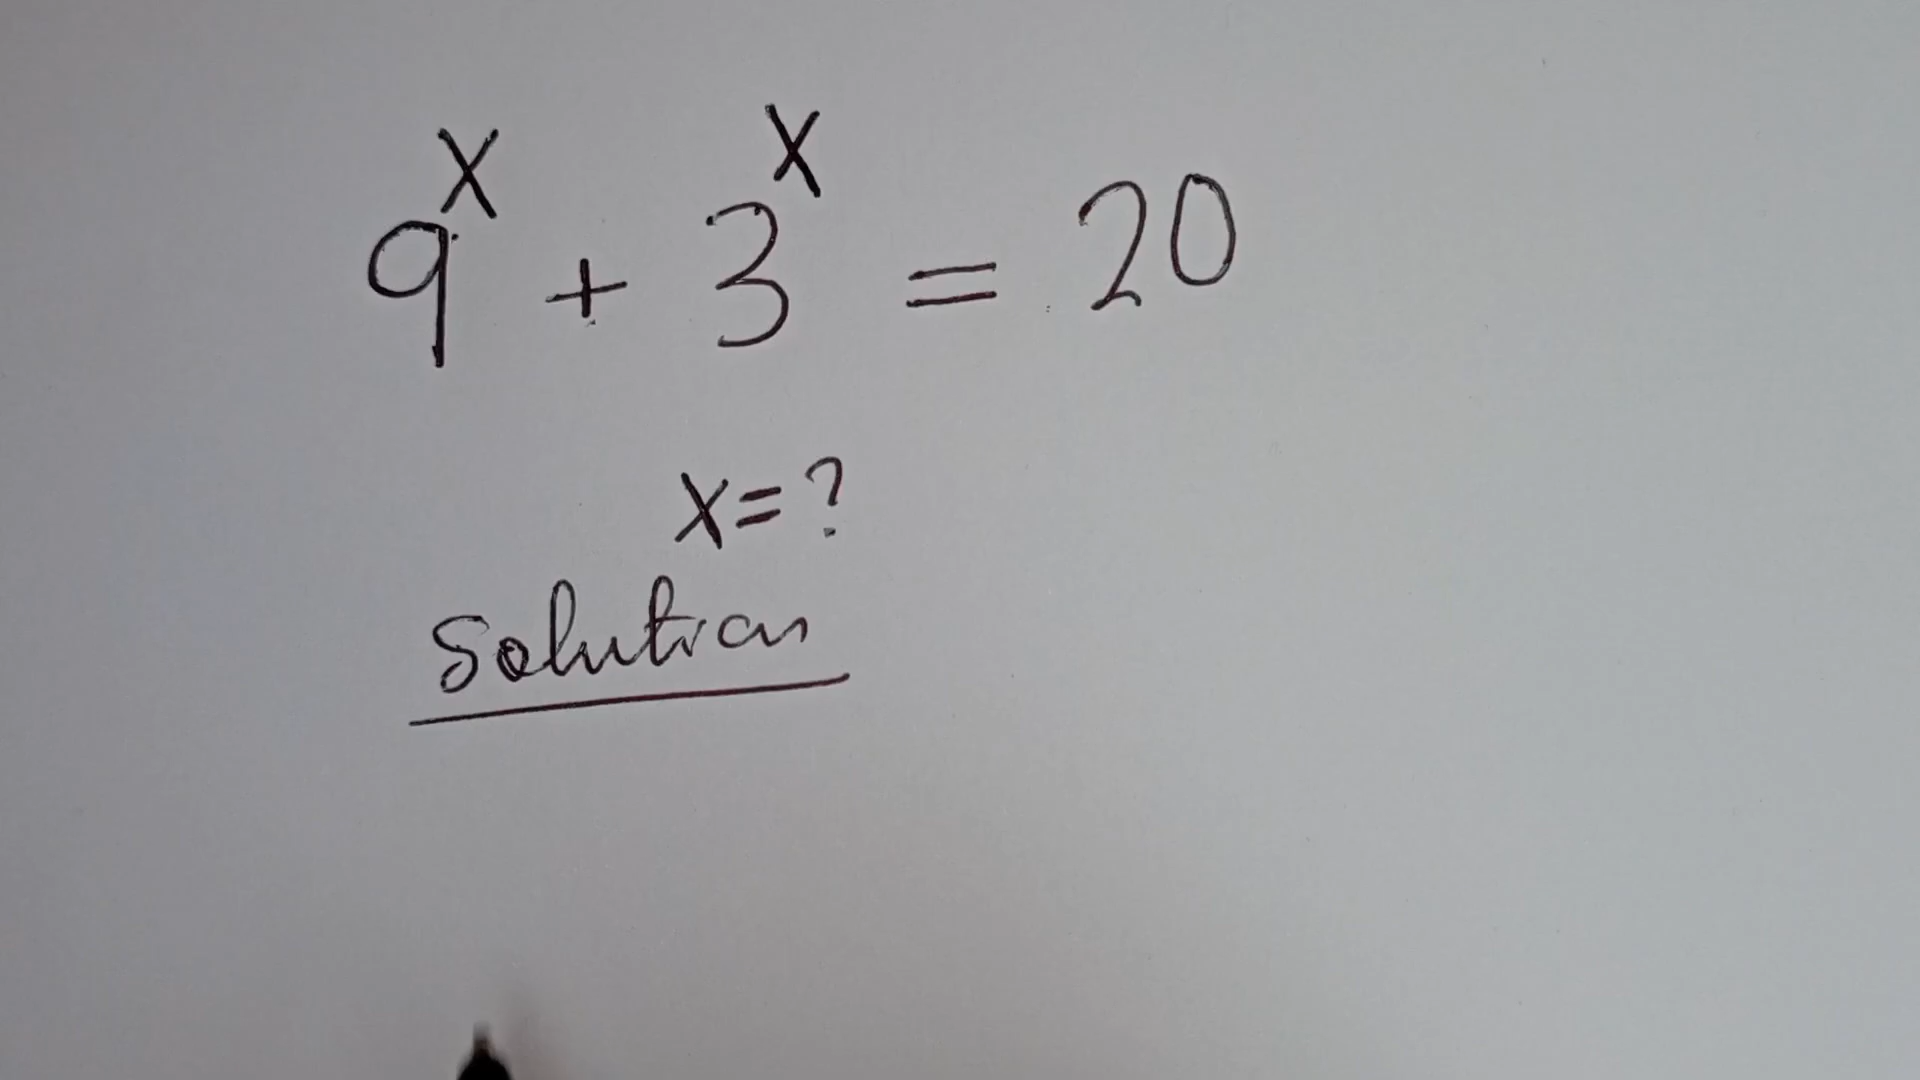 9^x + 3^x = 20
x = ?
Solution